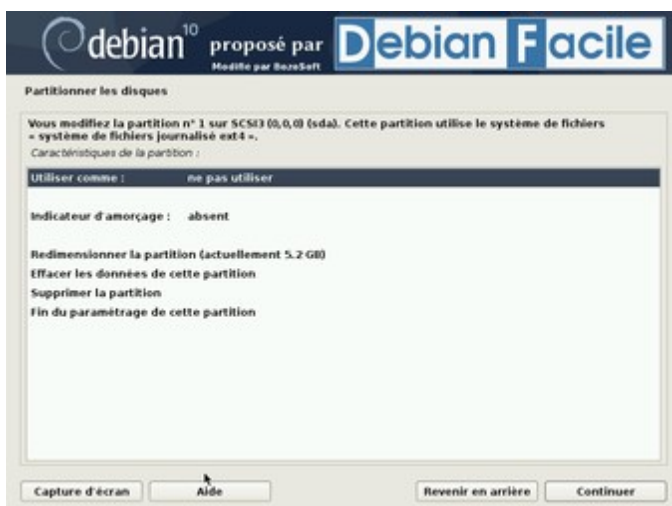 debian 10 proposé par Debian Facile
Modifié par BozoSoft
Partitionner les disques
Vous modifiez la partition n° 1 sur SCSI3 (0,0,0) (sda). Cette partition utilise le système de fichiers
« système de fichiers journalisé ext4 ».
Caractéristiques de la partition :
Utiliser comme : ne pas utiliser
Indicateur d'amorçage : absent
Redimensionner la partition (actuellement 5.2 GB)
Effacer les données de cette partition
Supprimer la partition
Fin du paramétrage de cette partition
Capture d'écran Aide Revenir en arrière Continuer